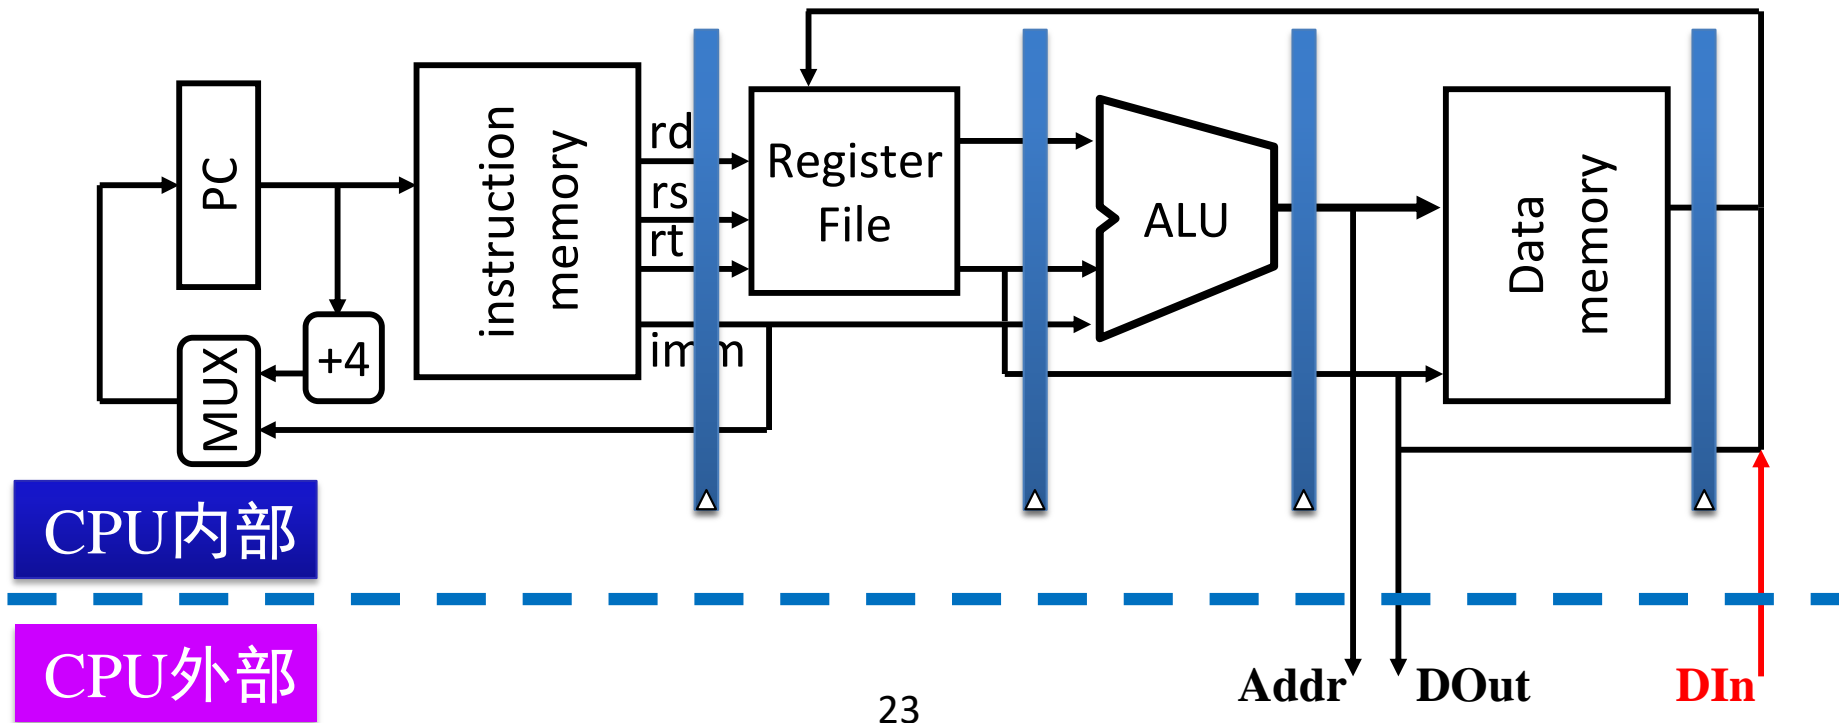 PC
+4
MUX
instruction
memory
rd
rs
rt
imm
Register
File
ALU
Data
memory
CPU内部
CPU外部
Addr
DOut
DIn
23